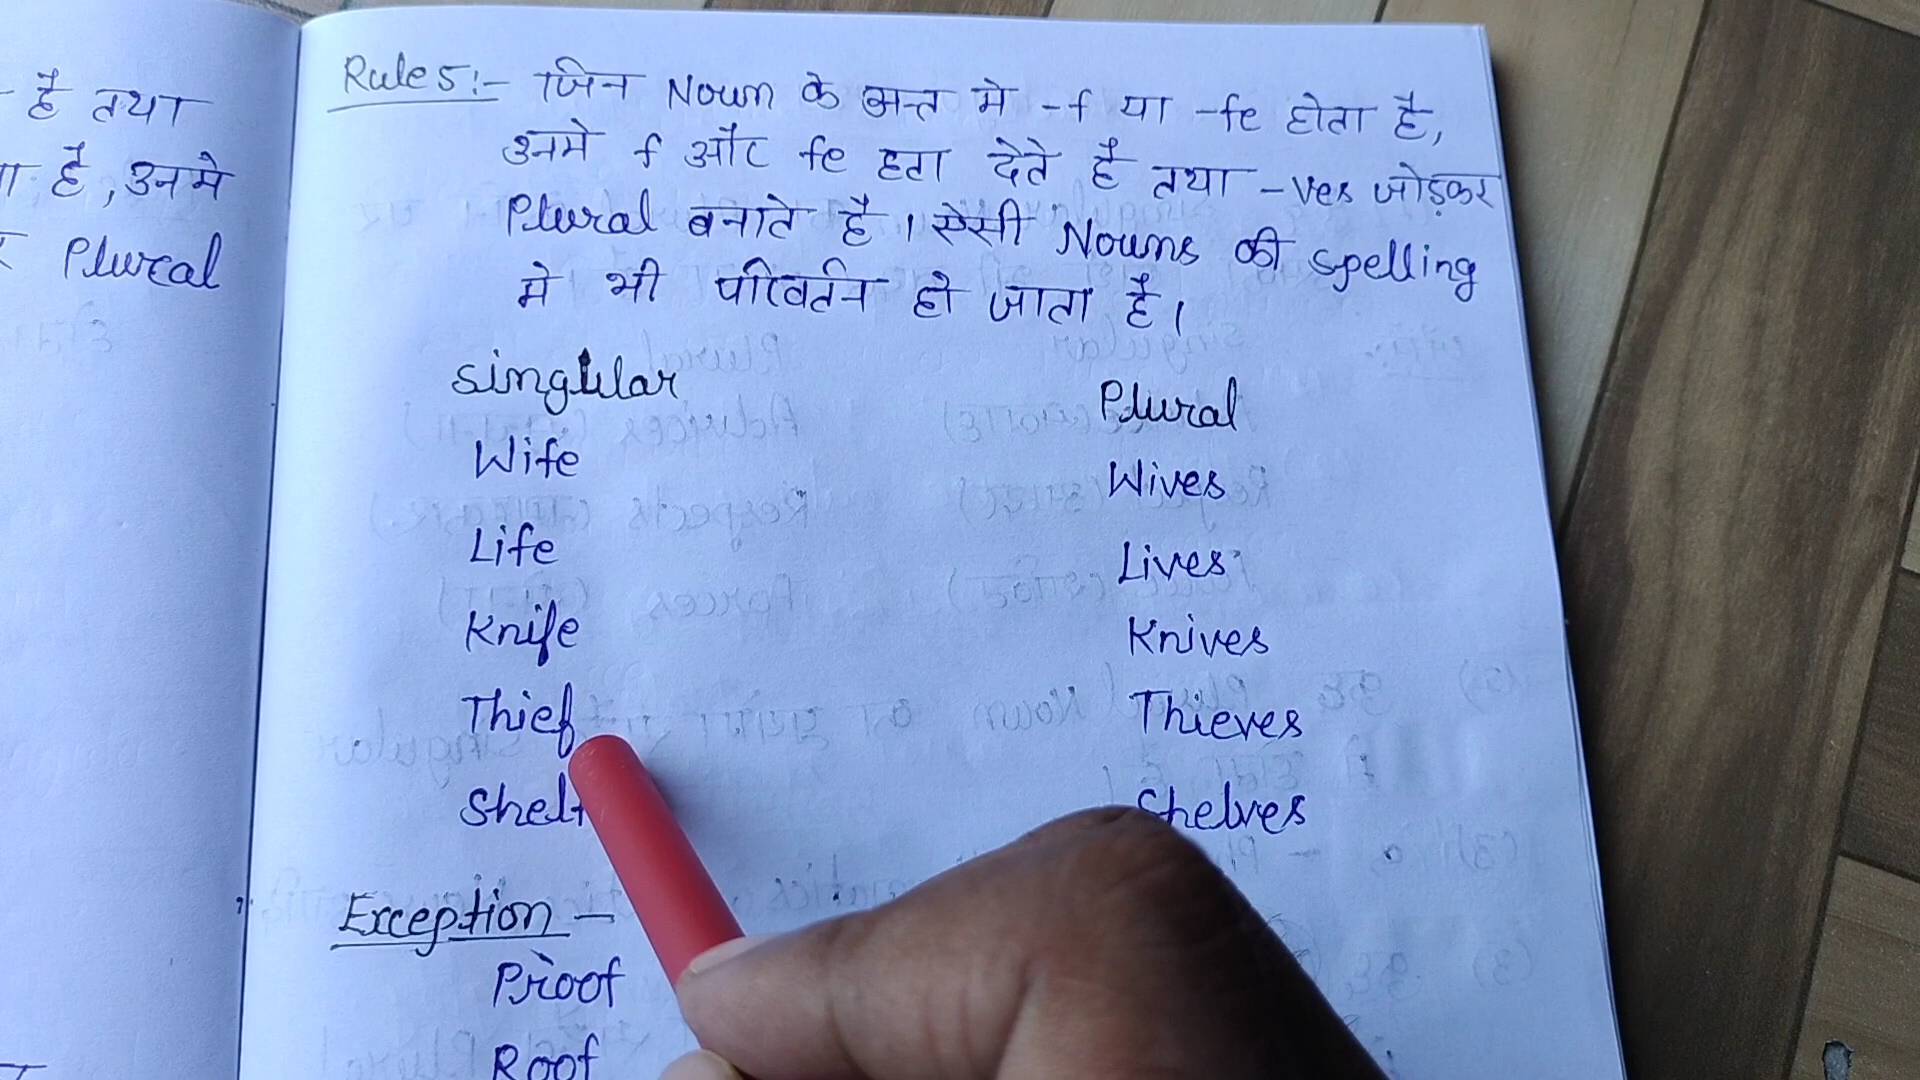 है तथा
है, उनमे
Plural
Rule 5:- जिन Noun के अन्त मे -f या -fe होता है,
उनमे f और fe हटा देते है तथा -ves जोड़कर
Plural बनाते है। ऐसी Nouns की spelling
मे भी परिवर्तन हो जाता है।
Singular Plural
Wife Wives
Life Lives
Knife Knives
Thief Thieves
Shelf Shelves
Exception –
Proof
Roof